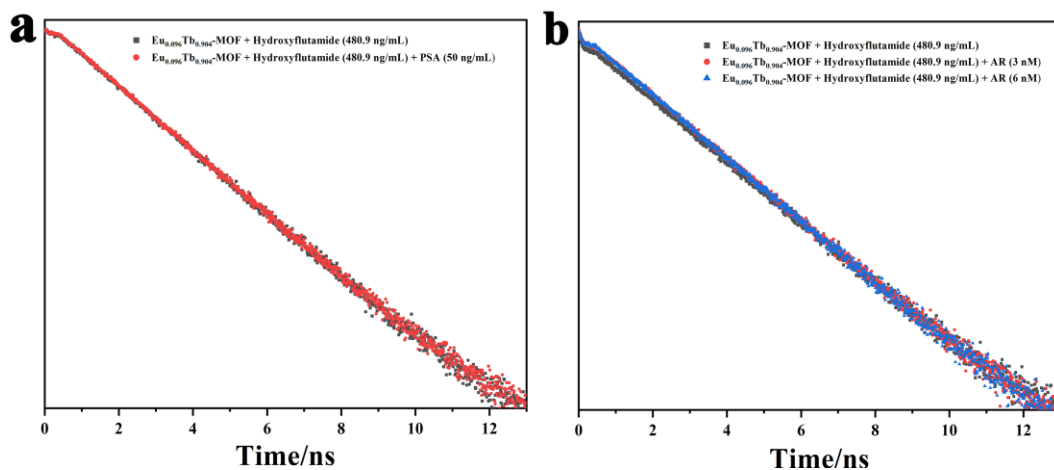 a
Eu0.096Tb0.904-MOF + Hydroxyflutamide (480.9 ng/mL)
Eu0.096Tb0.904-MOF + Hydroxyflutamide (480.9 ng/mL) + PSA (50 ng/mL)
0 2 4 6 8 10 12
Time/ns
b
Eu0.096Tb0.904-MOF + Hydroxyflutamide (480.9 ng/mL)
Eu0.096Tb0.904-MOF + Hydroxyflutamide (480.9 ng/mL) + AR (3 nM)
Eu0.096Tb0.904-MOF + Hydroxyflutamide (480.9 ng/mL) + AR (6 nM)
0 2 4 6 8 10 12
Time/ns